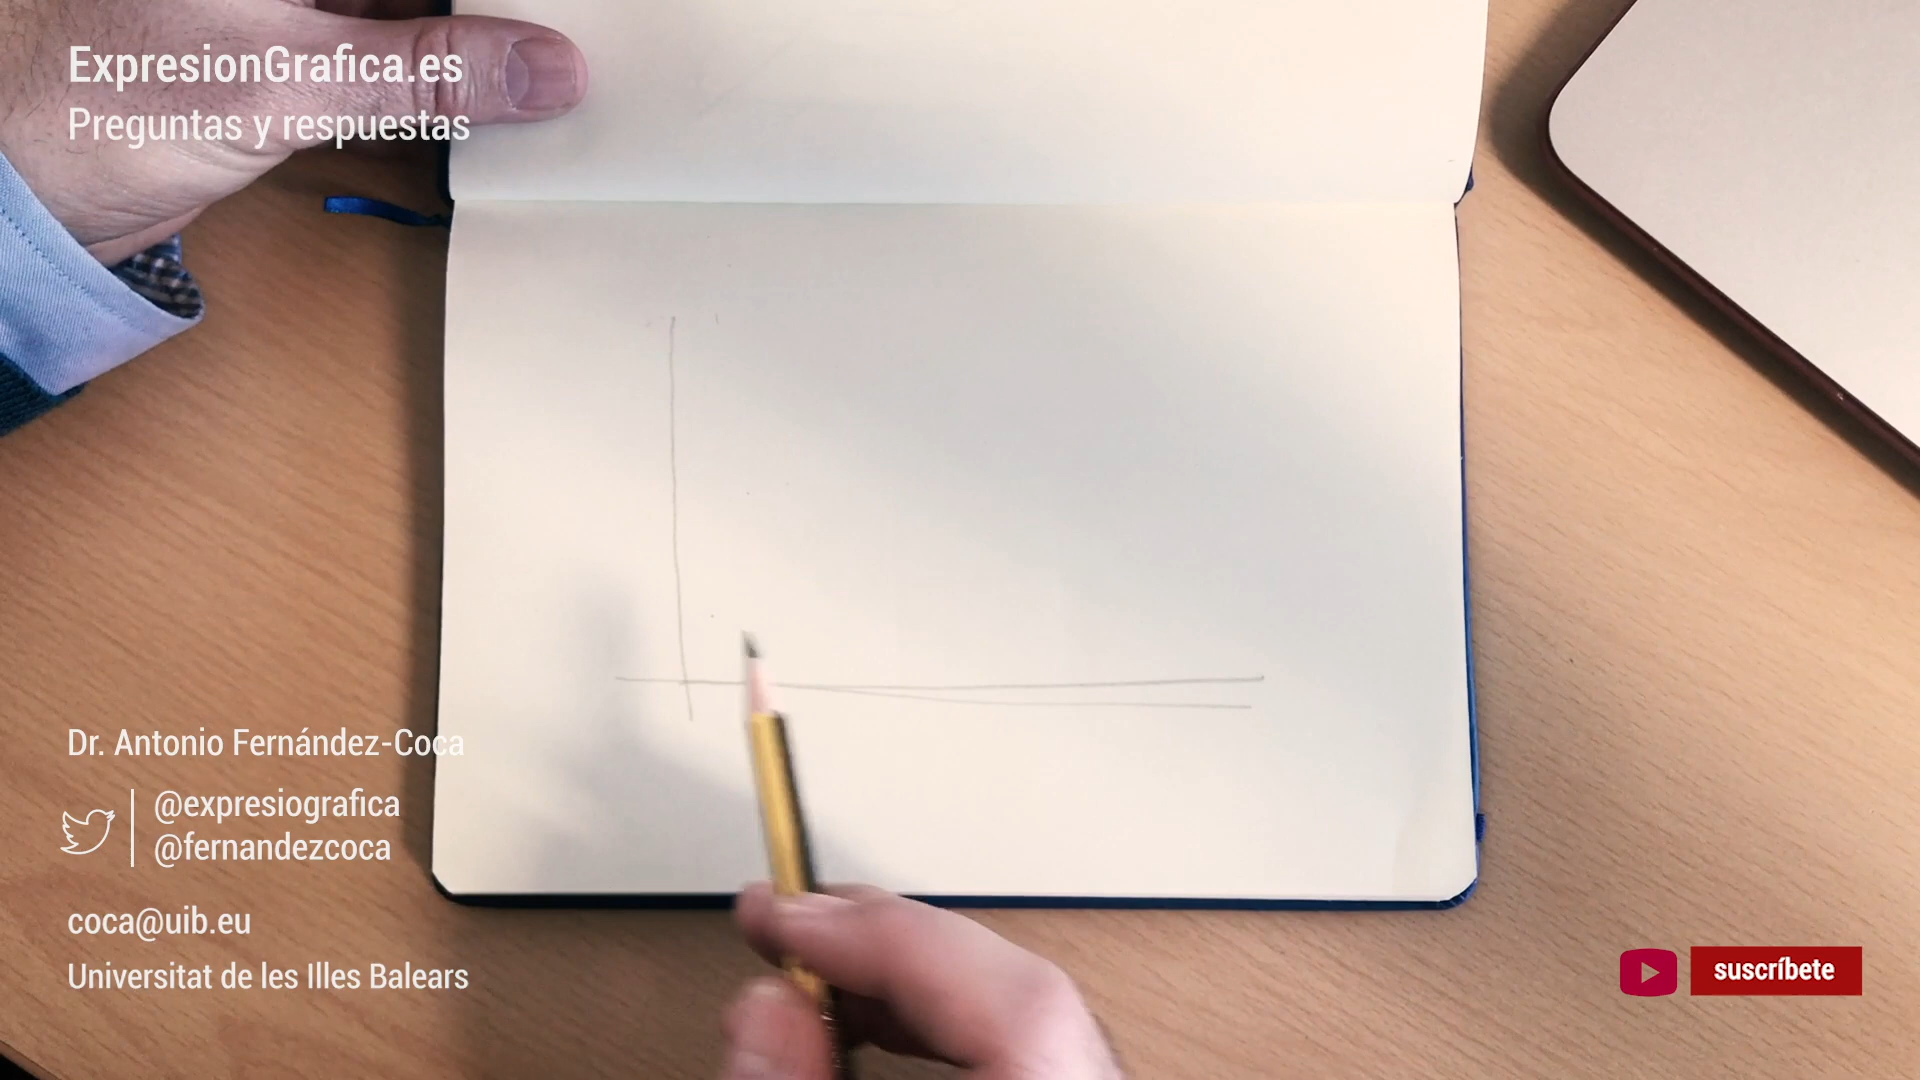 ExpresionGrafica.es
Preguntas y respuestas
Dr. Antonio Fernández-Coca
@expresiografica
@fernandezcoca
coca@uib.eu
Universitat de les Illes Balears
suscríbete